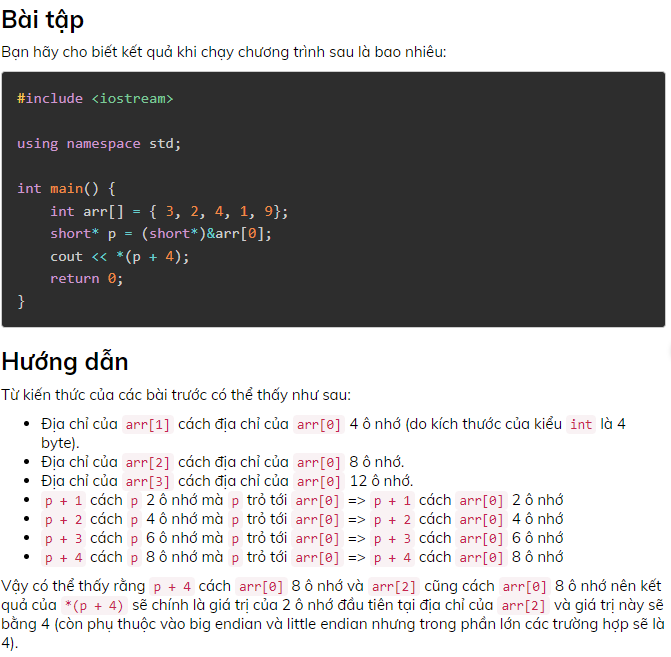 Bài tập
Bạn hãy cho biết kết quả khi chạy chương trình sau là bao nhiêu:
#include <iostream>
using namespace std;
int main() {
    int arr[] = { 3, 2, 4, 1, 9};
    short* p = (short*)&arr[0];
    cout << *(p + 4);
    return 0;
}
Hướng dẫn
Từ kiến thức của các bài trước có thể thấy như sau:
• Địa chỉ của arr[1] cách địa chỉ của arr[0] 4 ô nhớ (do kích thước của kiểu int là 4
byte).
• Địa chỉ của arr[2] cách địa chỉ của arr[0] 8 ô nhớ.
• Địa chỉ của arr[3] cách địa chỉ của arr[0] 12 ô nhớ.
• p + 1 cách p 2 ô nhớ mà p trỏ tới arr[0] => p + 1 cách arr[0] 2 ô nhớ
• p + 2 cách p 4 ô nhớ mà p trỏ tới arr[0] => p + 2 cách arr[0] 4 ô nhớ
• p + 3 cách p 6 ô nhớ mà p trỏ tới arr[0] => p + 3 cách arr[0] 6 ô nhớ
• p + 4 cách p 8 ô nhớ mà p trỏ tới arr[0] => p + 4 cách arr[0] 8 ô nhớ
Vậy có thể thấy rằng p + 4 cách arr[0] 8 ô nhớ và arr[2] cũng cách arr[0] 8 ô nhớ nên kết
quả của *(p + 4) sẽ chính là giá trị của 2 ô nhớ đầu tiên tại địa chỉ của arr[2] và giá trị này sẽ
bằng 4 (còn phụ thuộc vào big endian và little endian nhưng trong phần lớn các trường hợp sẽ là
4).